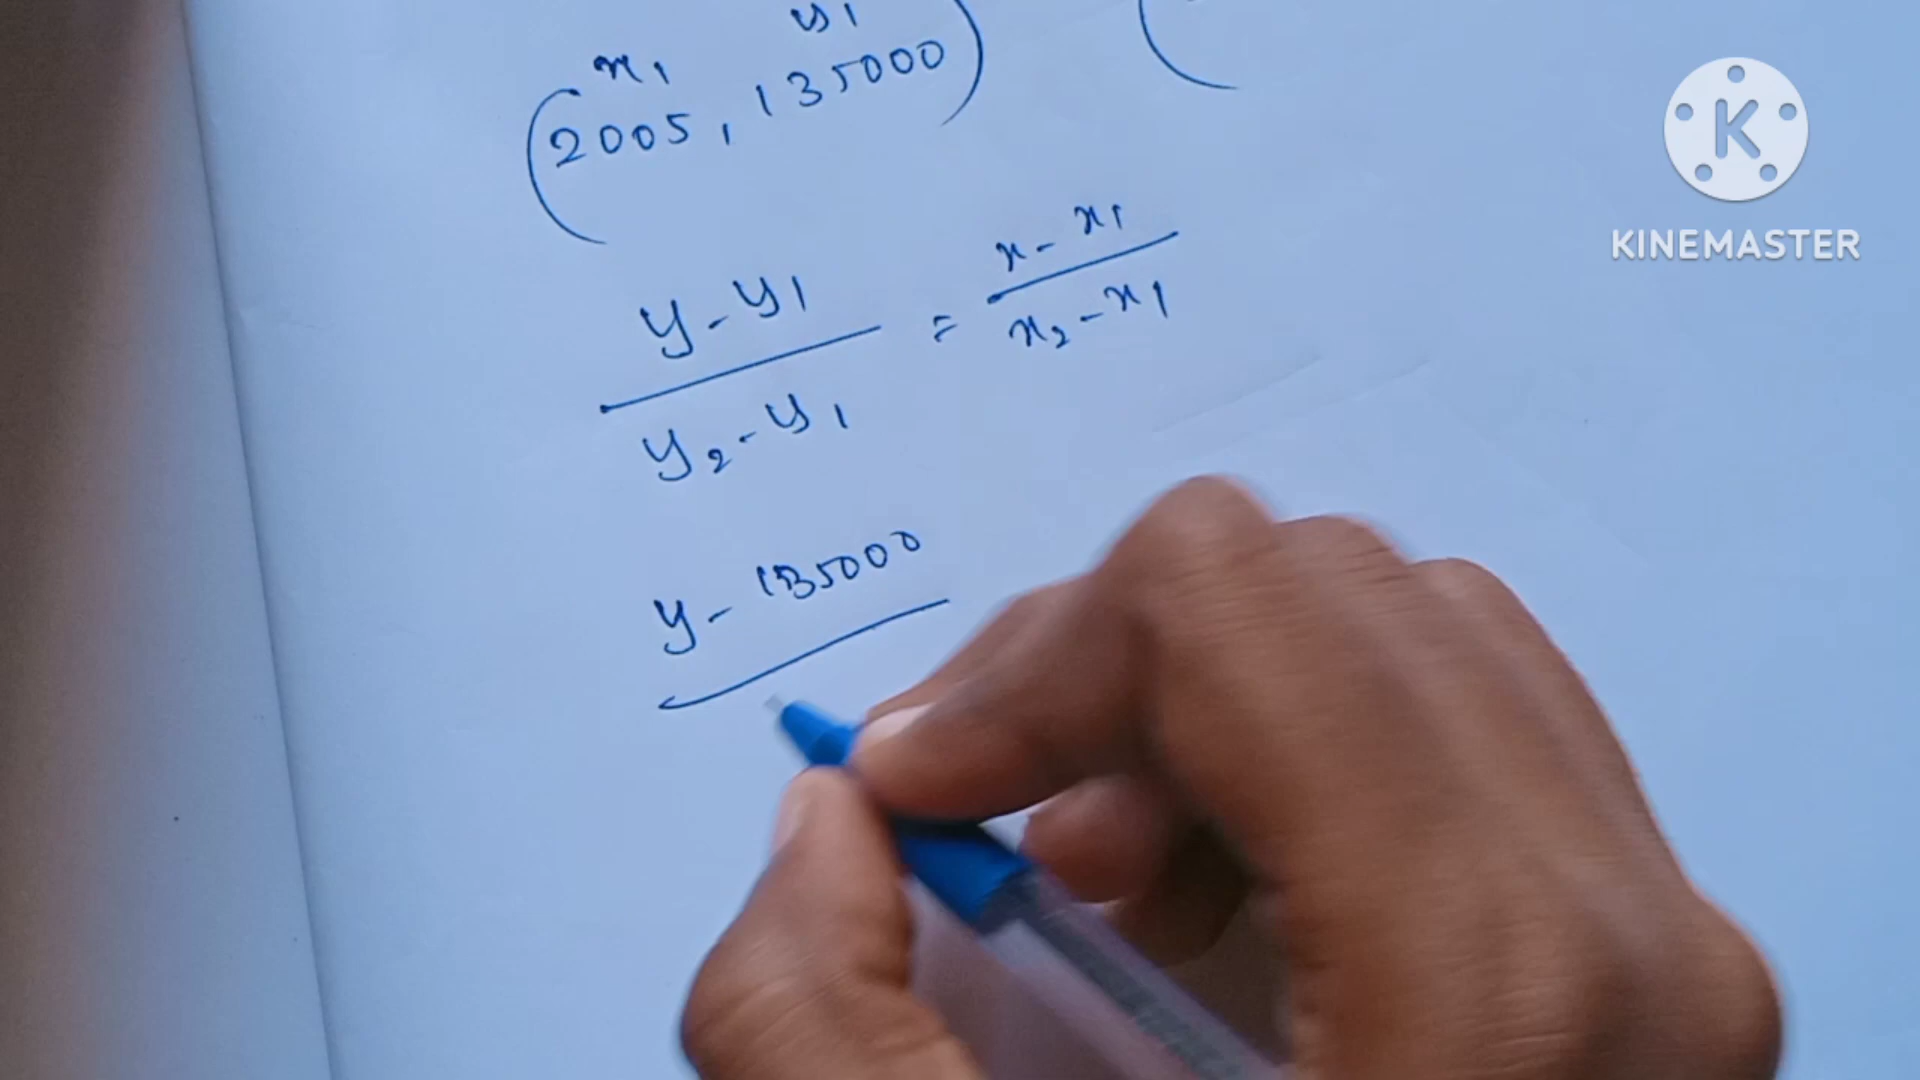 x1 y1
(2005, 135000) (
y-y1 / y2-y1 = x-x1 / x2-x1
y-135000
KINEMASTER